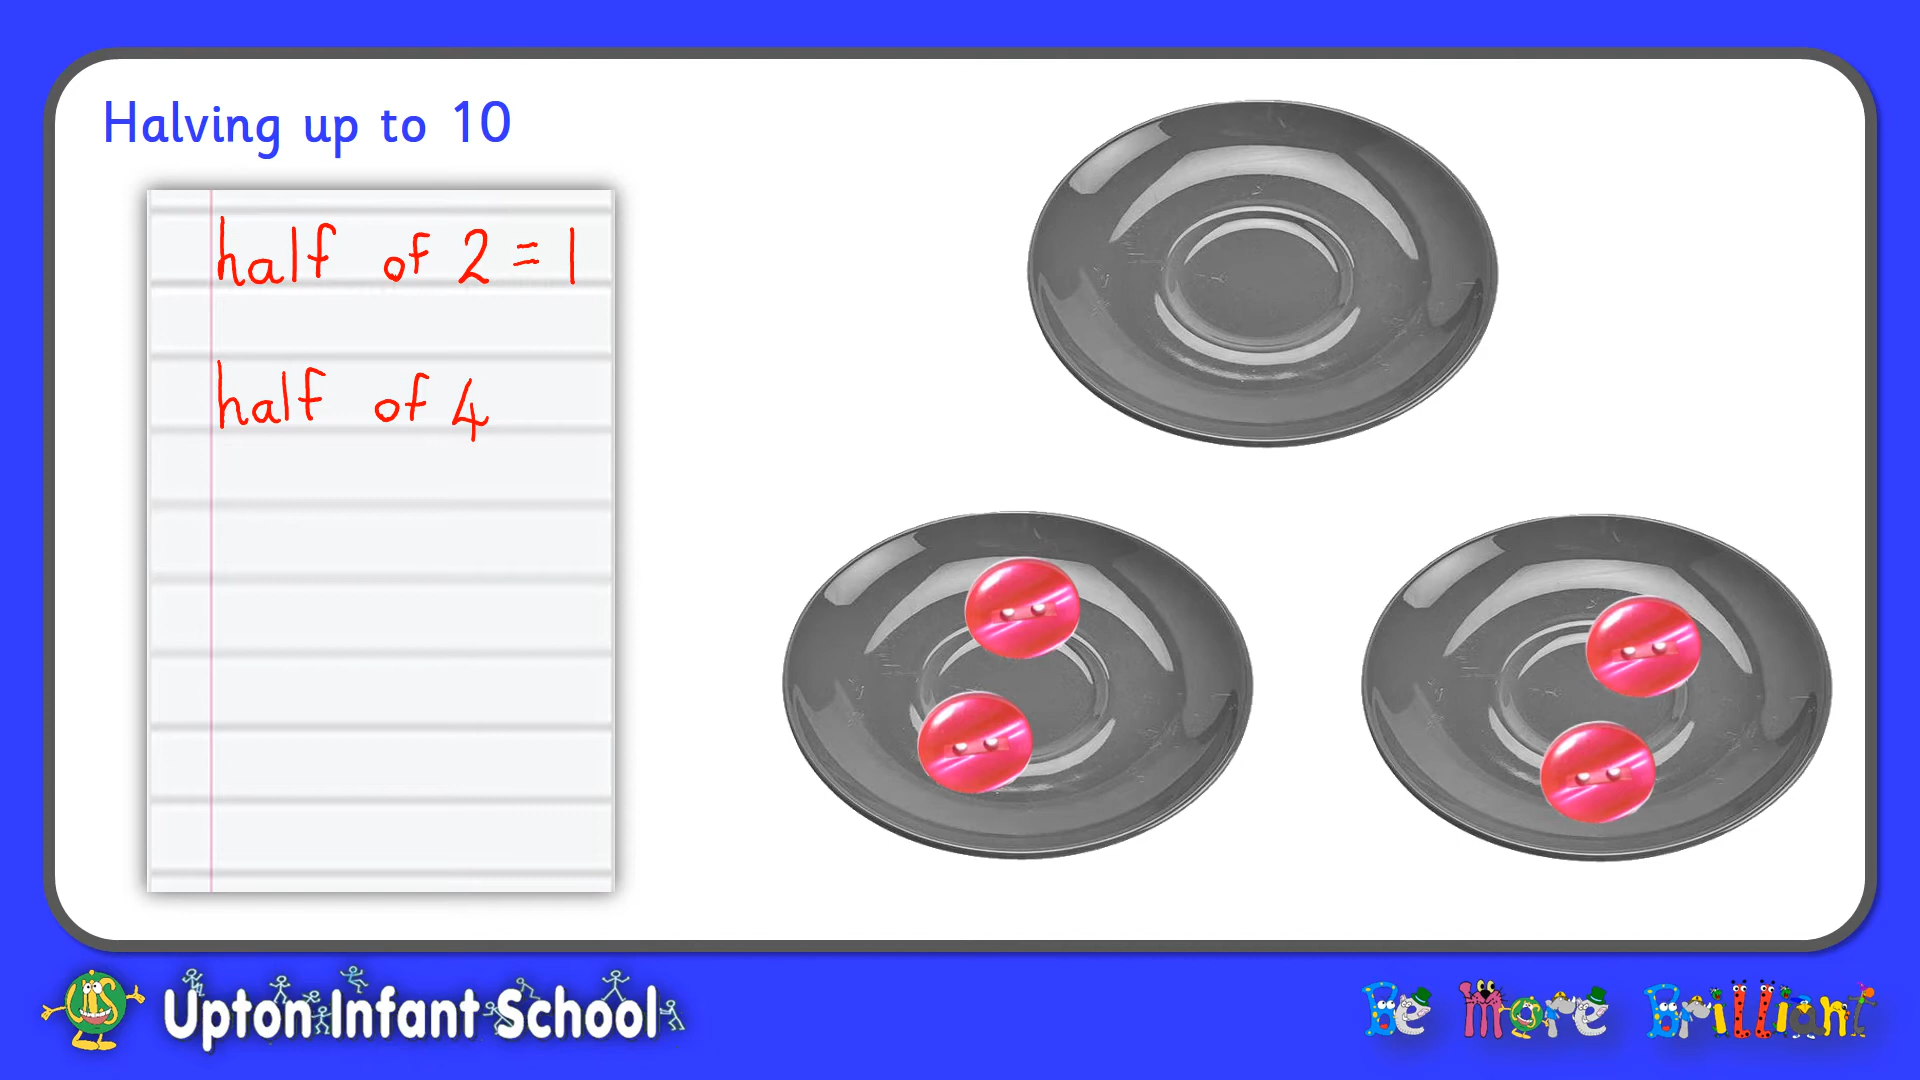 Halving up to 10
half of 2 = 1
half of 4
Upton Infant School
Be More Brilliant